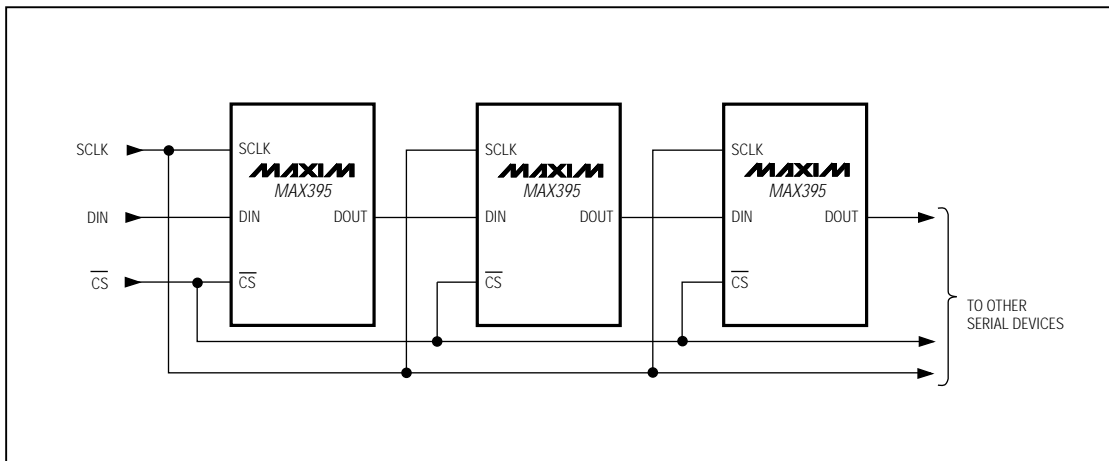 SCLK
SCLK
MAXIM
MAX395
DIN
DIN
DOUT
CS
CS
SCLK
MAXIM
MAX395
DIN
DOUT
CS
SCLK
MAXIM
MAX395
DIN
DOUT
CS
TO OTHER
SERIAL DEVICES